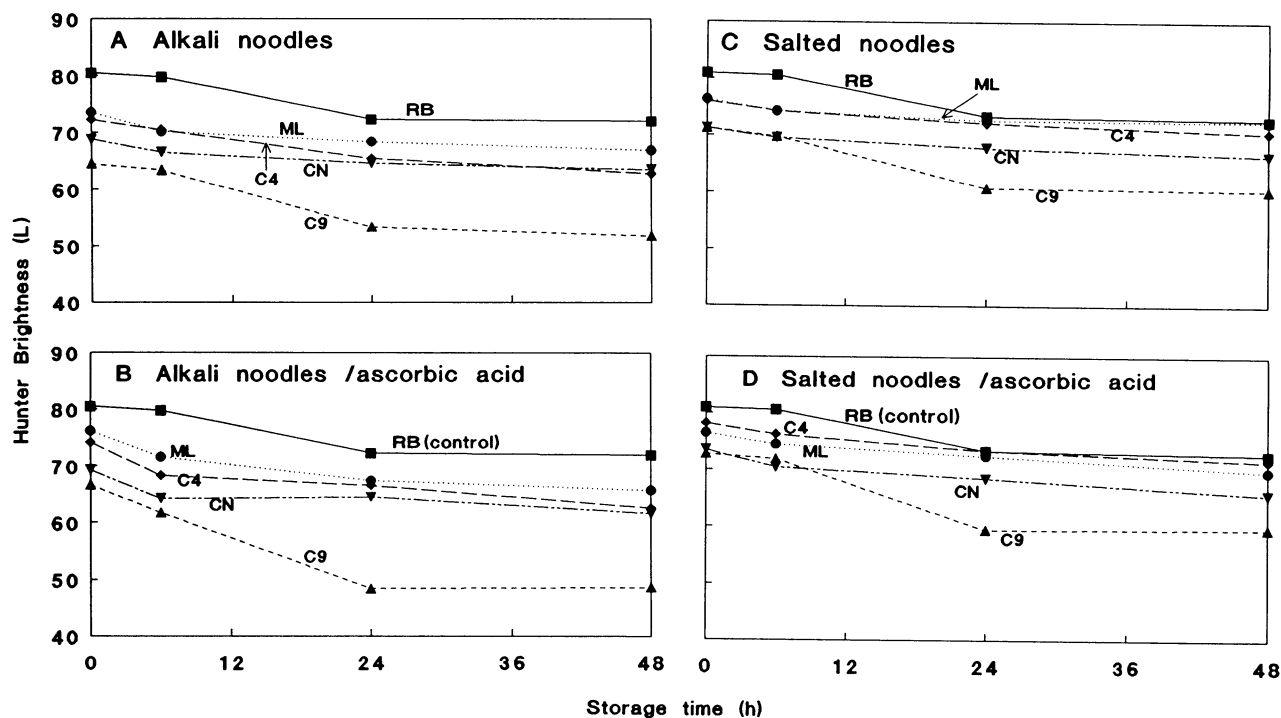 90
80
70
60
50
40
A Alkali noodles
RB
ML
C4
CN
C9
C Salted noodles
RB
ML
C4
CN
C9
Hunter Brightness (L)
90
80
70
60
50
40
B Alkali noodles /ascorbic acid
RB (control)
ML
C4
CN
C9
0 12 24 36 48
D Salted noodles /ascorbic acid
RB (control)
C4
ML
CN
C9
0 12 24 36 48
Storage time (h)